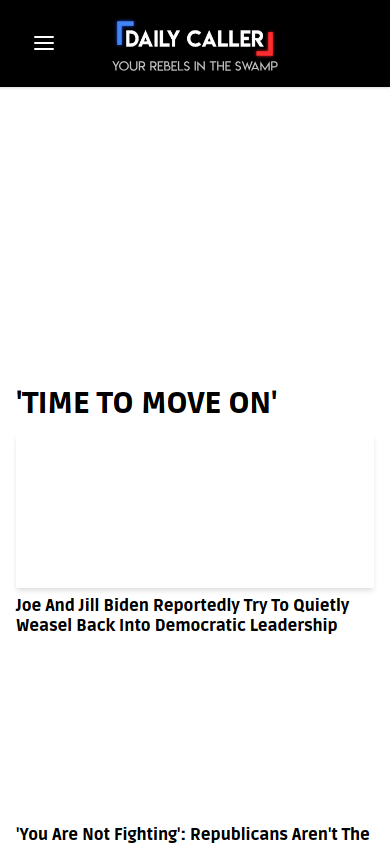 DAILY CALLER
YOUR REBELS IN THE SWAMP
'TIME TO MOVE ON'
Joe And Jill Biden Reportedly Try To Quietly
Weasel Back Into Democratic Leadership
'You Are Not Fighting': Republicans Aren't The